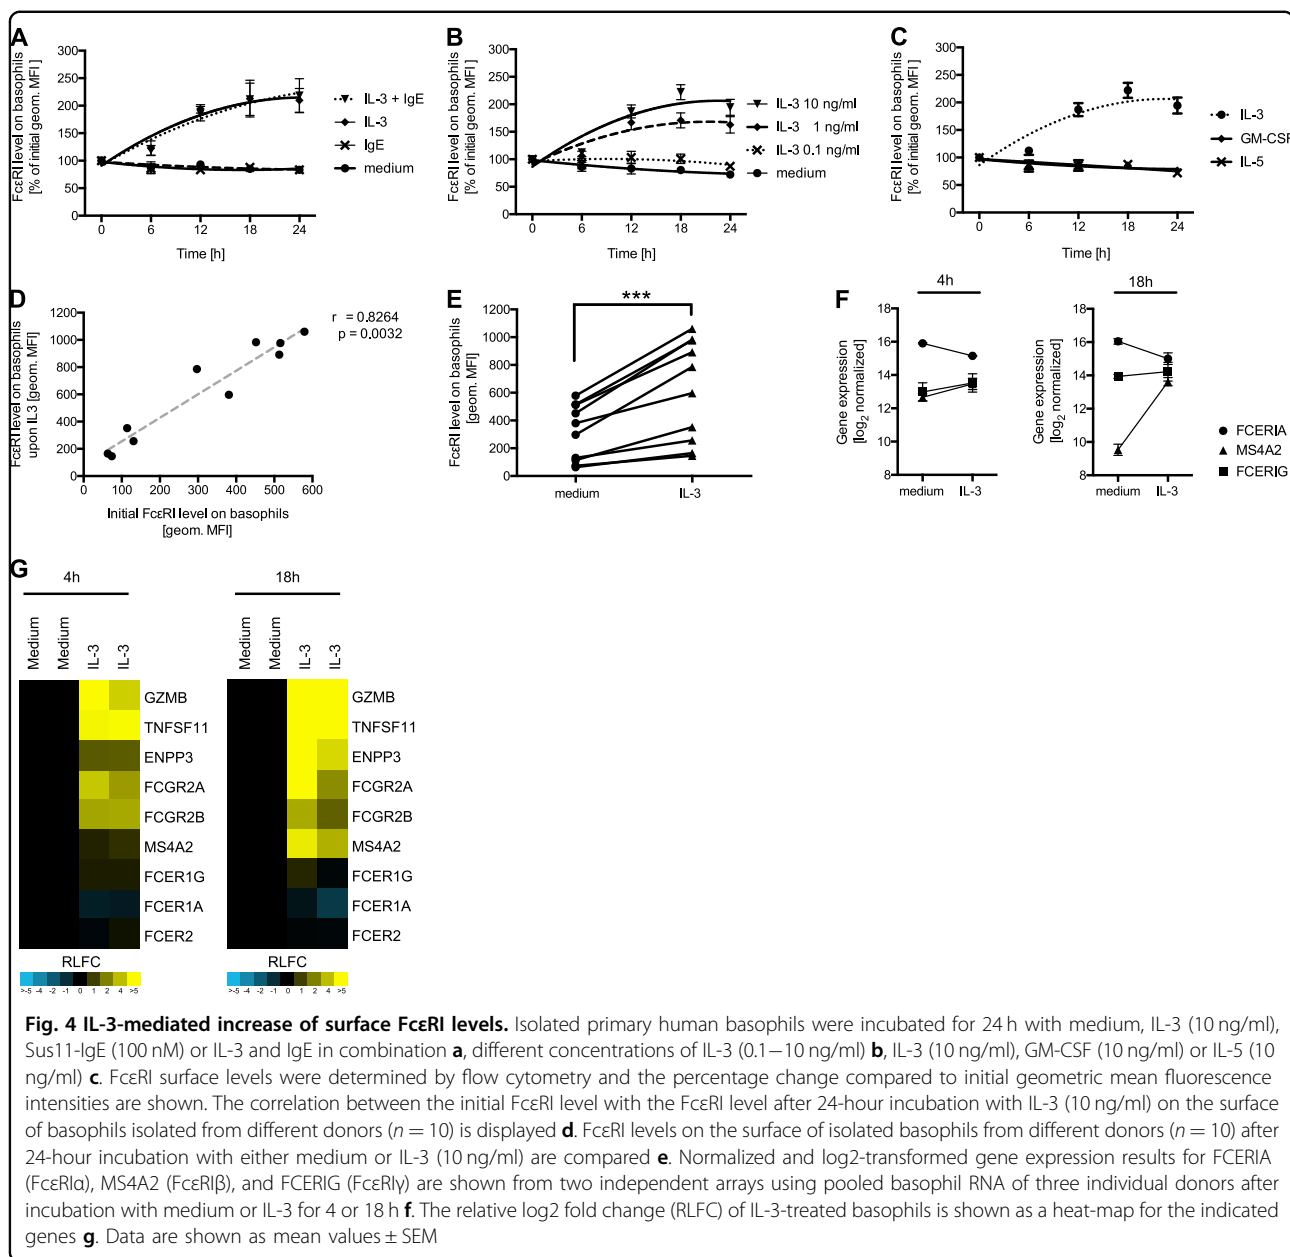 A
FcεRI level on basophils
[% of initial geom. MFI]
300
250
200
150
100
50
0
0 6 12 18 24
Time [h]
IL-3 + IgE
IL-3
IgE
medium
B
FcεRI level on basophils
[% of initial geom. MFI]
300
250
200
150
100
50
0
0 6 12 18 24
Time [h]
IL-3 10 ng/ml
IL-3 1 ng/ml
IL-3 0.1 ng/ml
medium
C
FcεRI level on basophils
[% of initial geom. MFI]
300
250
200
150
100
50
0
0 6 12 18 24
Time [h]
IL-3
GM-CSF
IL-5
D
FcεRI level on basophils
upon IL3 [geom. MFI]
1200
1000
800
600
400
200
0
0 100 200 300 400 500 600
Initial FcεRI level on basophils
[geom. MFI]
r = 0.8264
p = 0.0032
E
FcεRI level on basophils
[geom. MFI]
1200
1000
800
600
400
200
0
medium IL-3
***
F
4h
Gene expression
[log2 normalized]
18
16
14
12
10
8
medium IL-3
18h
Gene expression
[log2 normalized]
18
16
14
12
10
8
medium IL-3
FCERIA
MS4A2
FCERIG
G
4h
Medium Medium IL-3 IL-3
GZMB
TNFSF11
ENPP3
FCGR2A
FCGR2B
MS4A2
FCER1G
FCER1A
FCER2
RLFC
>-5 -4 -2 -1 0 1 2 4 >5
18h
Medium Medium IL-3 IL-3
GZMB
TNFSF11
ENPP3
FCGR2A
FCGR2B
MS4A2
FCER1G
FCER1A
FCER2
RLFC
>-5 -4 -2 -1 0 1 2 4 >5
Fig. 4 IL-3-mediated increase of surface FcεRI levels. Isolated primary human basophils were incubated for 24 h with medium, IL-3 (10 ng/ml),
Sus11-IgE (100 nM) or IL-3 and IgE in combination a, different concentrations of IL-3 (0.1–10 ng/ml) b, IL-3 (10 ng/ml), GM-CSF (10 ng/ml) or IL-5 (10
ng/ml) c. FcεRI surface levels were determined by flow cytometry and the percentage change compared to initial geometric mean fluorescence
intensities are shown. The correlation between the initial FcεRI level with the FcεRI level after 24-hour incubation with IL-3 (10 ng/ml) on the surface
of basophils isolated from different donors (n = 10) is displayed d. FcεRI levels on the surface of isolated basophils from different donors (n = 10) after
24-hour incubation with either medium or IL-3 (10 ng/ml) are compared e. Normalized and log2-transformed gene expression results for FCERIA
(FcεRIα), MS4A2 (FcεRIβ), and FCERIG (FcεRIγ) are shown from two independent arrays using pooled basophil RNA of three individual donors after
incubation with medium or IL-3 for 4 or 18 h f. The relative log2 fold change (RLFC) of IL-3-treated basophils is shown as a heat-map for the indicated
genes g. Data are shown as mean values ± SEM